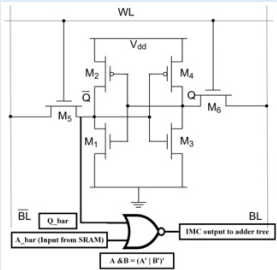 WL
Vdd
M2
M4
Q
Q
M5
M6
M1
M3
BL
BL
Q_bar
A_bar (Input from SRAM)
IMC output to adder tree
A &B = (A' | B')'